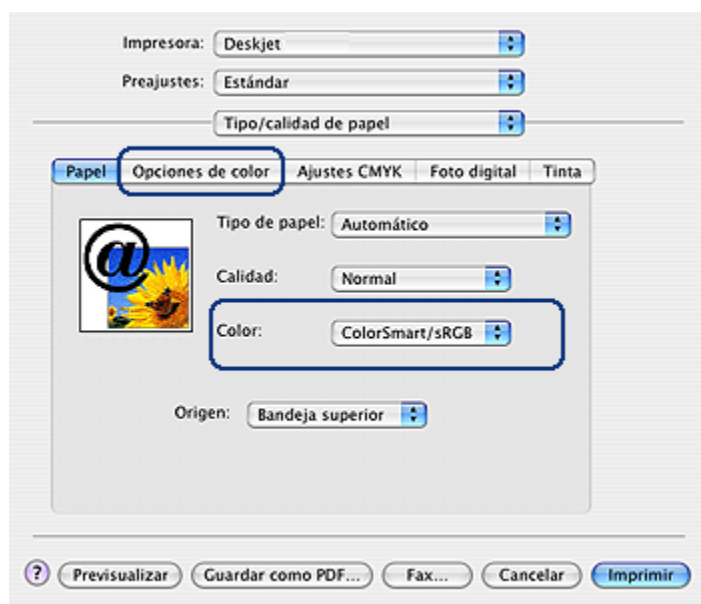 Impresora: Deskjet
Preajustes: Estándar
Tipo/calidad de papel
Papel Opciones de color Ajustes CMYK Foto digital Tinta
Tipo de papel: Automático
Calidad: Normal
Color: ColorSmart/sRGB
Origen: Bandeja superior
? Previsualizar Guardar como PDF... Fax... Cancelar Imprimir